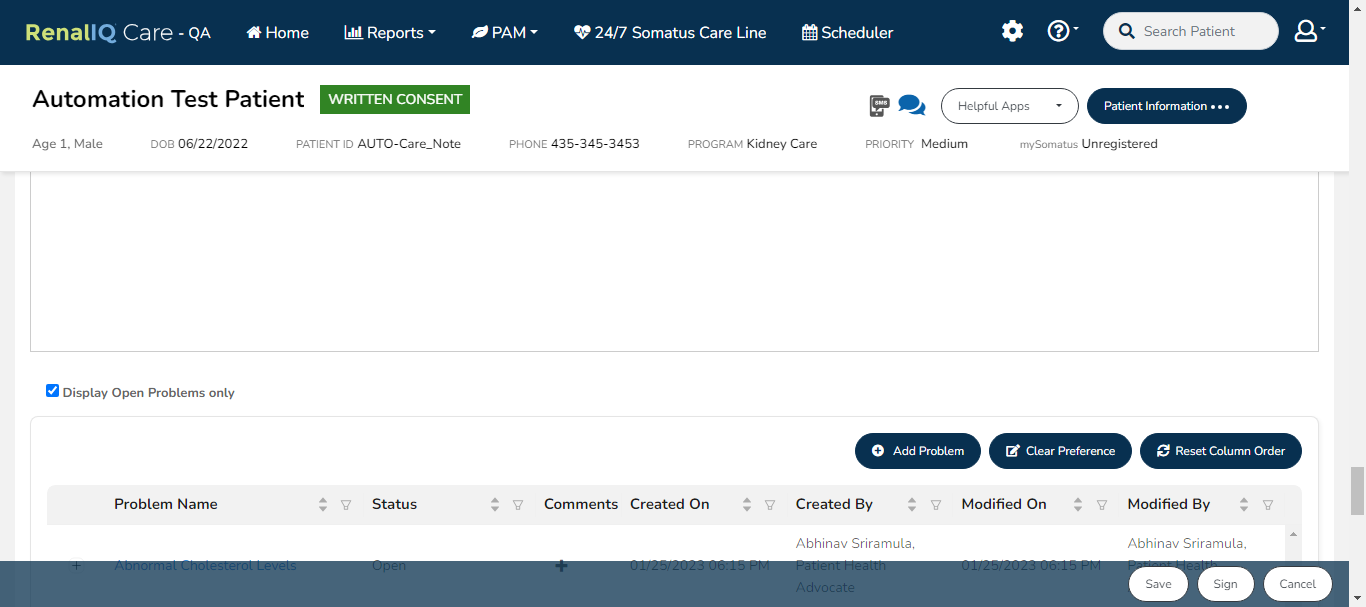 RenalIQ Care - QA Home Reports PAM 24/7 Somatus Care Line Scheduler Search Patient
Automation Test Patient WRITTEN CONSENT SMS Helpful Apps Patient Information
Age 1, Male DOB 06/22/2022 PATIENT ID AUTO-Care_Note PHONE 435-345-3453 PROGRAM Kidney Care PRIORITY Medium mySomatus Unregistered
Display Open Problems only
Add Problem Clear Preference Reset Column Order
Problem Name Status Comments Created On Created By Modified On Modified By
Abnormal Cholesterol Levels Open 01/25/2023 06:15 PM Abhinav Sriramula, Patient Health Advocate 01/25/2023 06:15 PM Abhinav Sriramula, Patient Health
Save Sign Cancel